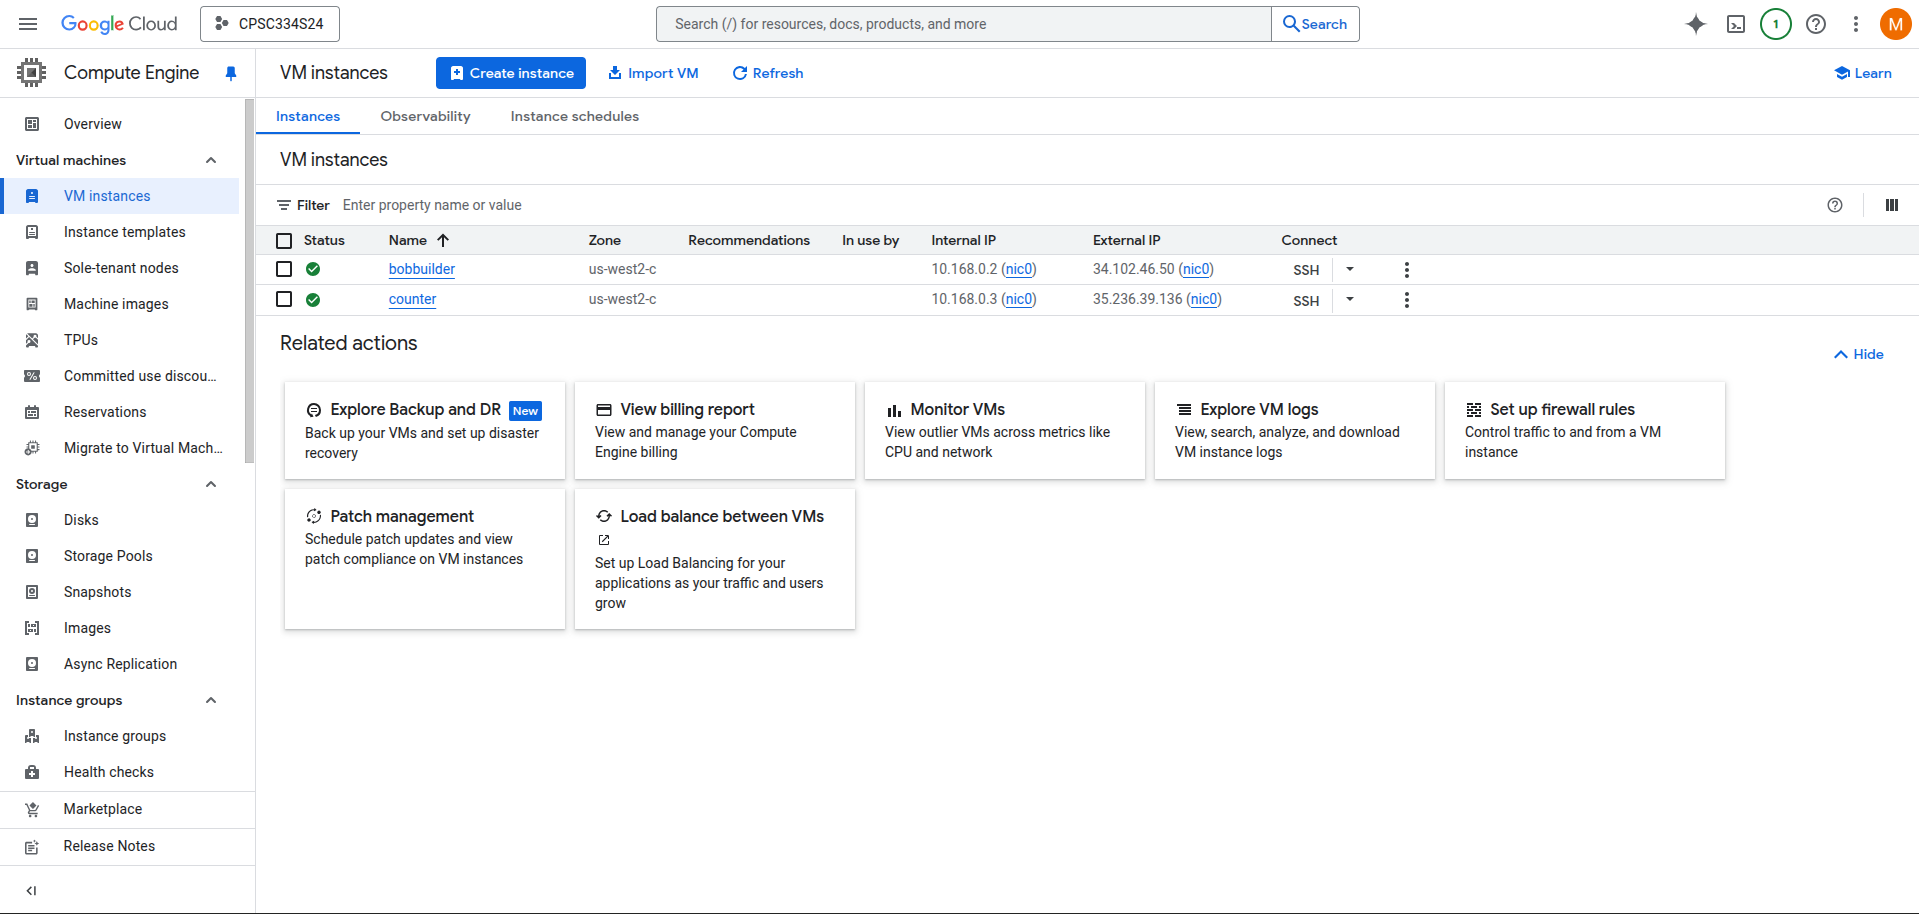 Google Cloud
CPSC334S24
Search (/) for resources, docs, products, and more
Search
1
M
Compute Engine
VM instances
Create instance
Import VM
Refresh
Learn
Overview
Virtual machines
VM instances
Instance templates
Sole-tenant nodes
Machine images
TPUs
Committed use discou...
Reservations
Migrate to Virtual Mach...
Storage
Disks
Storage Pools
Snapshots
Images
Async Replication
Instance groups
Instance groups
Health checks
Marketplace
Release Notes
Instances Observability Instance schedules
VM instances
Filter Enter property name or value
Status Name Zone Recommendations In use by Internal IP External IP Connect
bobbuilder us-west2-c 10.168.0.2 (nic0) 34.102.46.50 (nic0) SSH
counter us-west2-c 10.168.0.3 (nic0) 35.236.39.136 (nic0) SSH
Related actions
Hide
Explore Backup and DR New
Back up your VMs and set up disaster
recovery
View billing report
View and manage your Compute
Engine billing
Monitor VMs
View outlier VMs across metrics like
CPU and network
Explore VM logs
View, search, analyze, and download
VM instance logs
Set up firewall rules
Control traffic to and from a VM
instance
Patch management
Schedule patch updates and view
patch compliance on VM instances
Load balance between VMs
Set up Load Balancing for your
applications as your traffic and users
grow